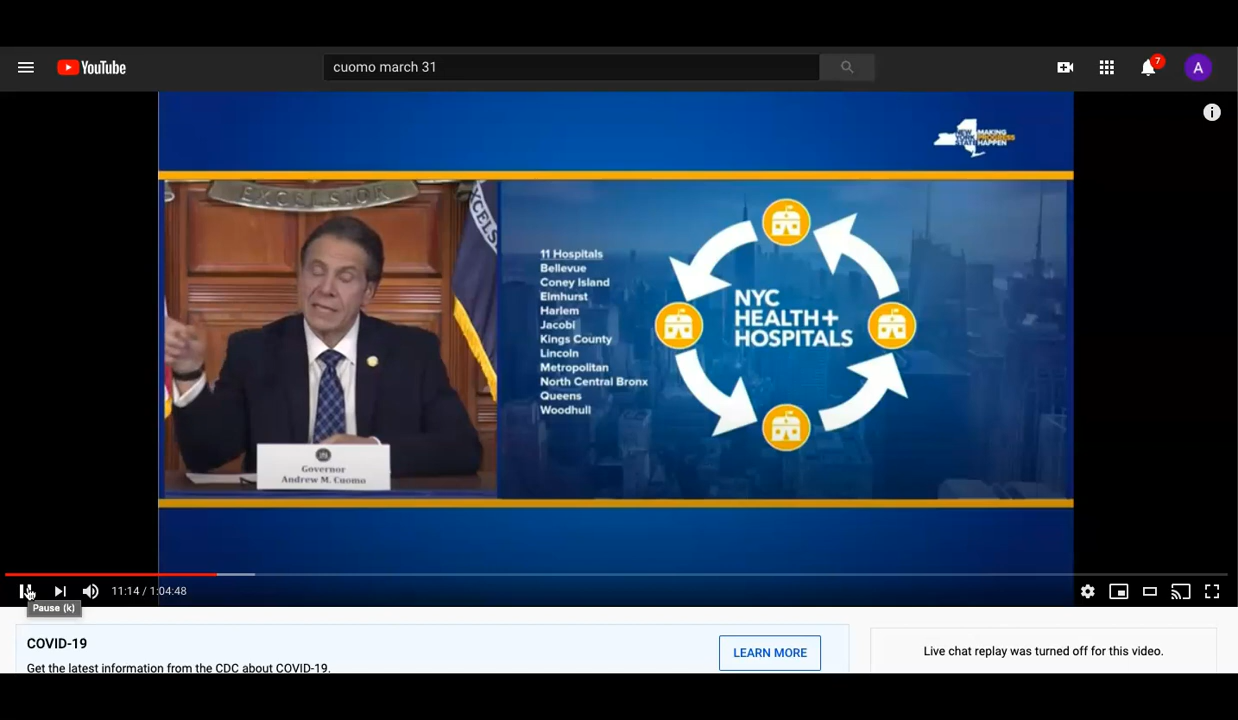 YouTube
cuomo march 31
7
A
i
NEW YORK STATE
MAKING
PROGRESS
HAPPEN
EXCELSIOR
EXCELS
11 Hospitals
Bellevue
Coney Island
Elmhurst
Harlem
Jacobi
Kings County
Lincoln
Metropolitan
North Central Bronx
Queens
Woodhull
NYC
HEALTH+
HOSPITALS
Governor
Andrew M. Cuomo
11:14 / 1:04:48
Pause (k)
COVID-19
Get the latest information from the CDC about COVID-19.
LEARN MORE
Live chat replay was turned off for this video.